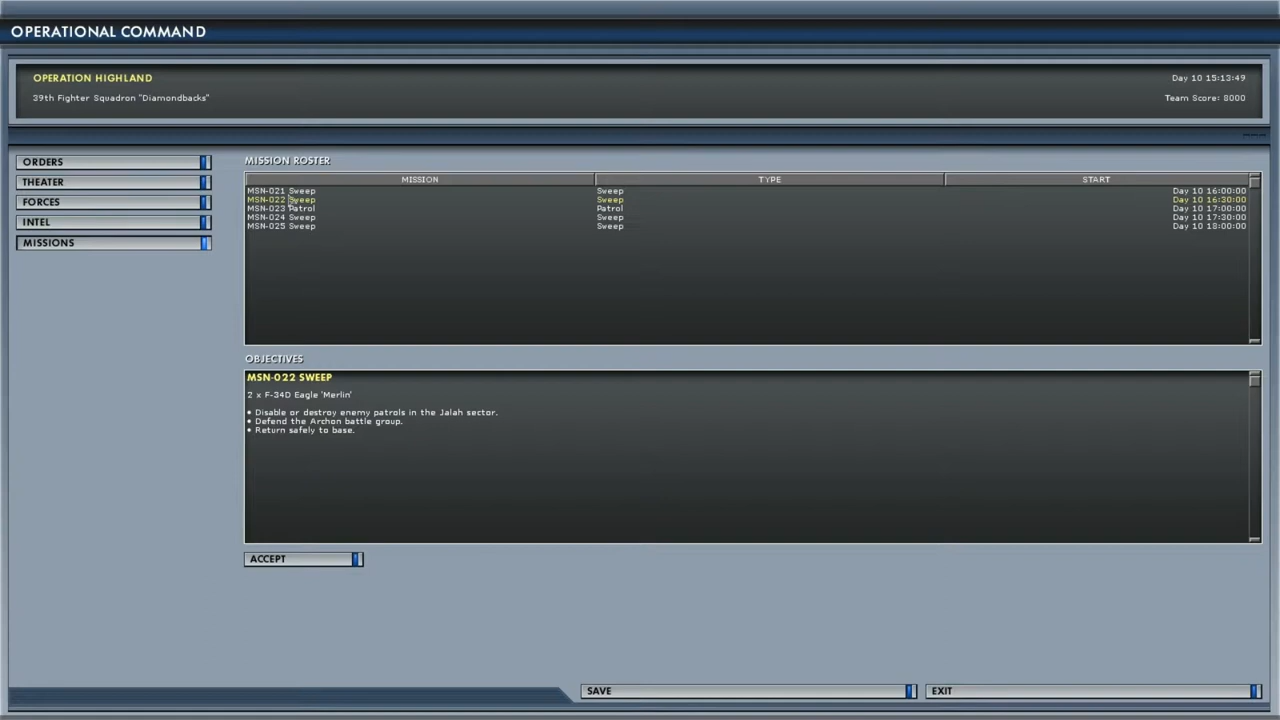 OPERATIONAL COMMAND
OPERATION HIGHLAND
Day 10 15:13:49
39th Fighter Squadron "Diamondbacks"
Team Score: 8000
ORDERS
THEATER
FORCES
INTEL
MISSIONS
MISSION ROSTER
MISSION TYPE START
MSN-021 Sweep Sweep Day 10 16:00:00
MSN-022 Sweep Sweep Day 10 16:30:00
MSN-023 Patrol Patrol Day 10 17:00:00
MSN-024 Sweep Sweep Day 10 17:30:00
MSN-025 Sweep Sweep Day 10 18:00:00
OBJECTIVES
MSN-022 SWEEP
2 x F-34D Eagle 'Merlin'
• Disable or destroy enemy patrols in the Jalah sector.
• Defend the Archon battle group.
• Return safely to base.
ACCEPT
SAVE
EXIT